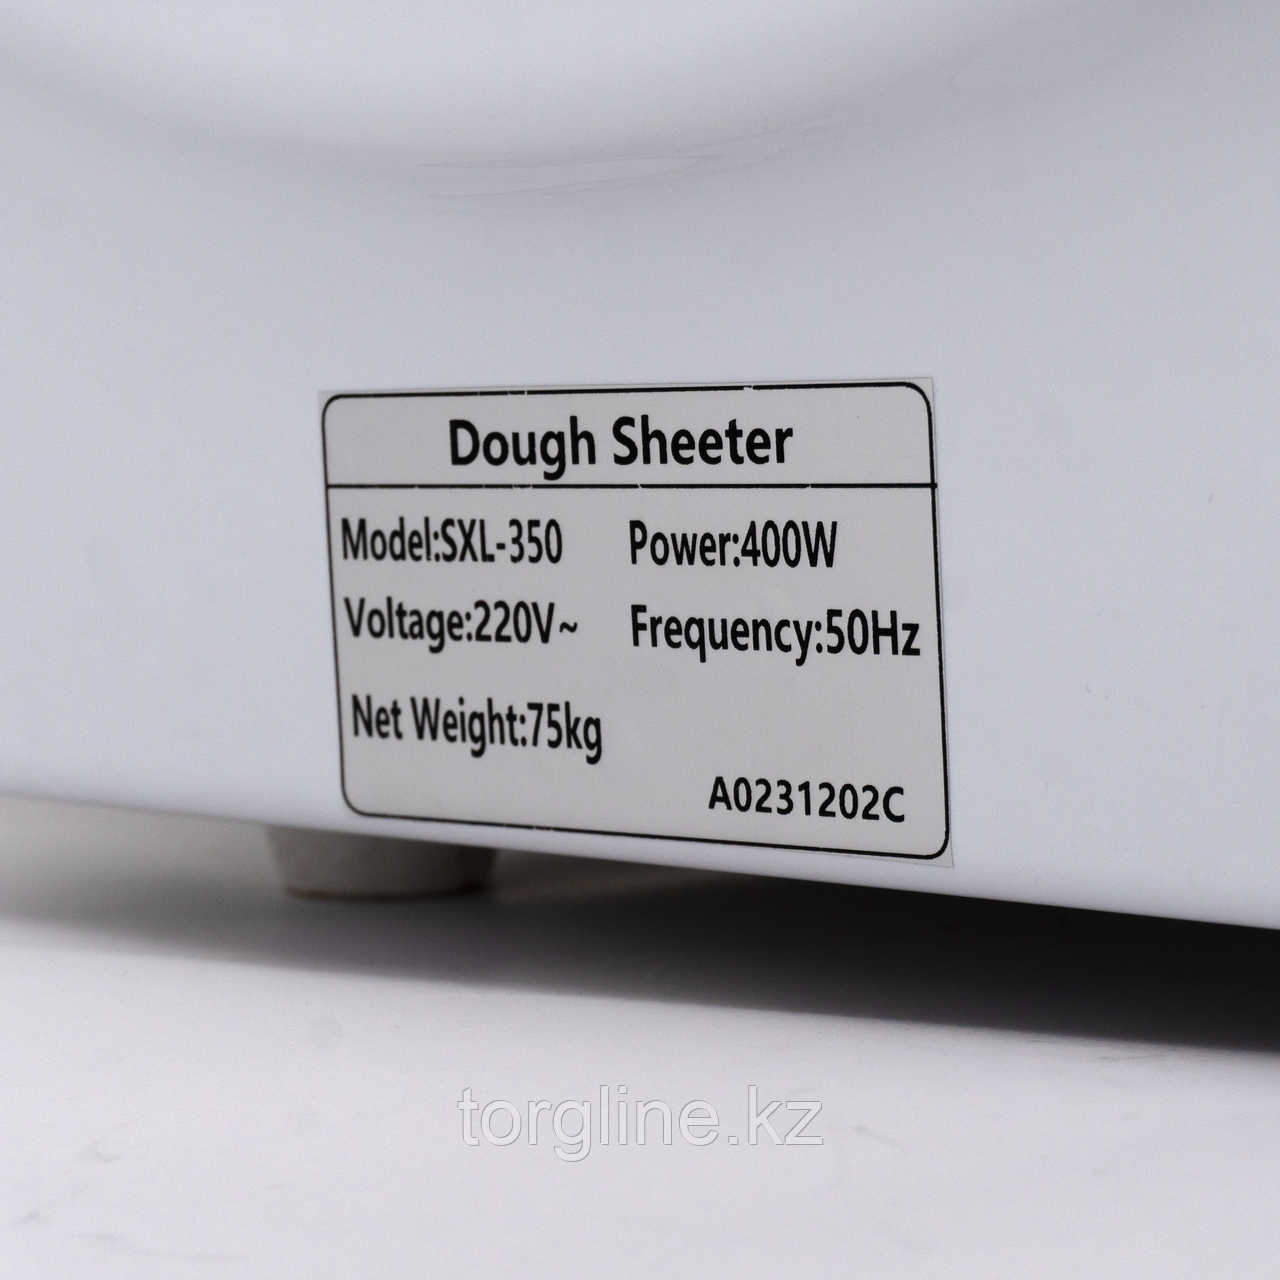 Dough Sheeter
Model:SXL-350 Power:400W
Voltage:220V~ Frequency:50Hz
Net Weight:75kg
A0231202C
torgline.kz